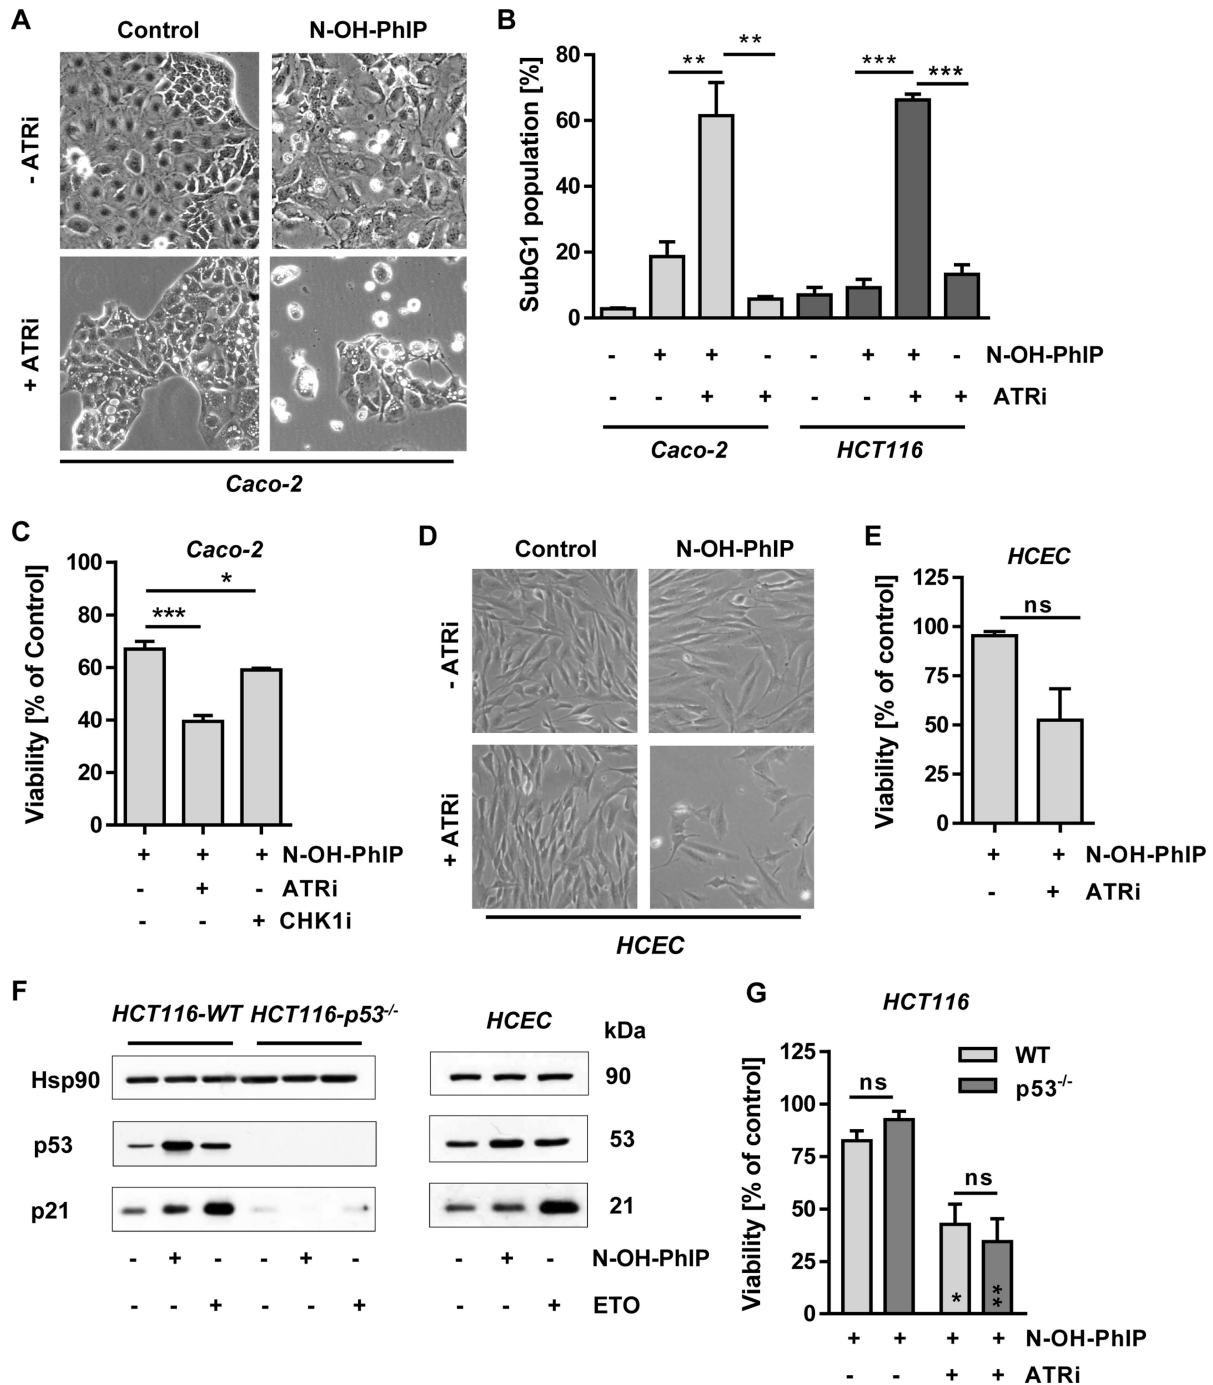 A
Control
N-OH-PhIP
- ATRi
+ ATRi
Caco-2
B
SubG1 population [%]
80
60
40
20
0
**
**
***
***
- + + - - + + - N-OH-PhIP
- - + + - - + + ATRi
Caco-2 HCT116
C
Caco-2
Viability [% of Control]
100
80
60
40
20
0
*
***
+ + + N-OH-PhIP
- + - ATRi
- - + CHK1i
D
Control
N-OH-PhIP
- ATRi
+ ATRi
HCEC
E
HCEC
Viability [% of control]
125
100
75
50
25
0
ns
+ + N-OH-PhIP
- + ATRi
F
HCT116-WT HCT116-p53-/- HCEC kDa
Hsp90 90
p53 53
p21 21
- + - - + - - + - N-OH-PhIP
- - + - - + - - + ETO
G
HCT116
WT
p53-/-
Viability [% of control]
125
100
75
50
25
0
ns
ns
*
**
+ + + + N-OH-PhIP
- - + + ATRi